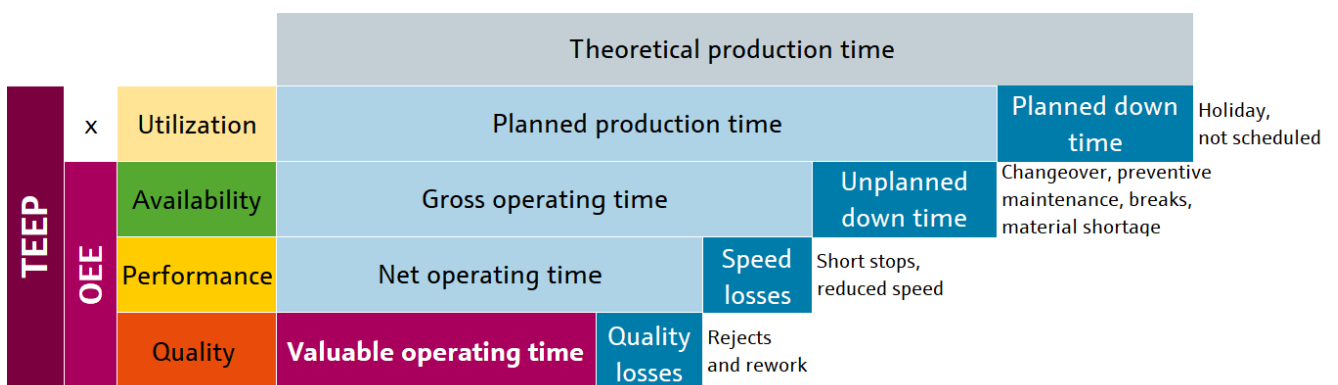 Theoretical production time
TEEP
x
Utilization
Planned production time
Planned down
time
Holiday,
not scheduled
OEE
Availability
Gross operating time
Unplanned
down time
Changeover, preventive
maintenance, breaks,
material shortage
Performance
Net operating time
Speed
losses
Short stops,
reduced speed
Quality
Valuable operating time
Quality
losses
Rejects
and rework